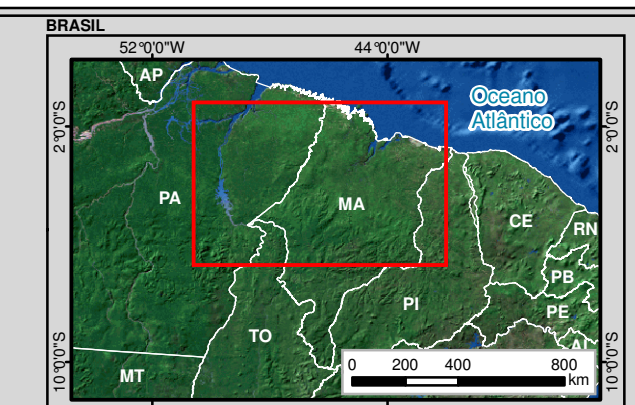 BRASIL
52°0'0"W 44°0'0"W
AP
Oceano
Atlântico
2°0'0"S 2°0'0"S
PA MA CE
RN
PB
PI PE
TO AL
10°0'0"S 10°0'0"S
MT
0 200 400 800
km